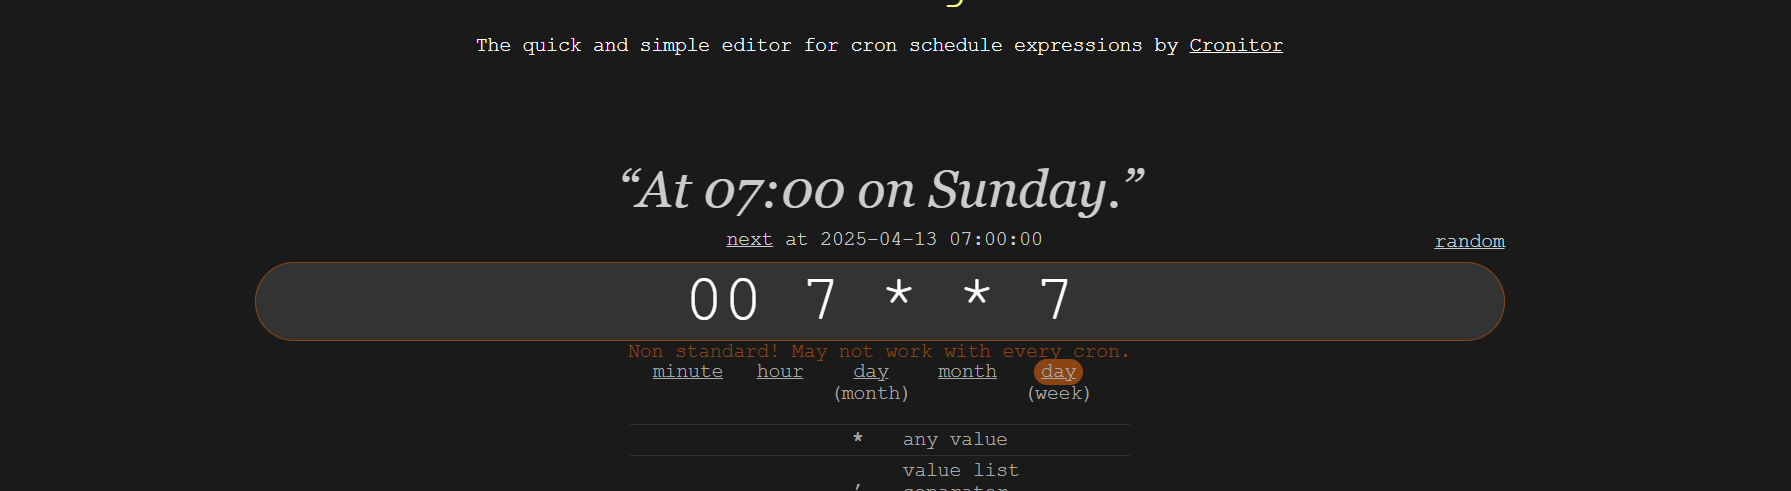 The quick and simple editor for cron schedule expressions by Cronitor
“At 07:00 on Sunday.”
next at 2025-04-13 07:00:00
random
00 7 * * 7
Non standard! May not work with every cron.
minute hour day month day
(month) (week)
* any value
value list
, separator